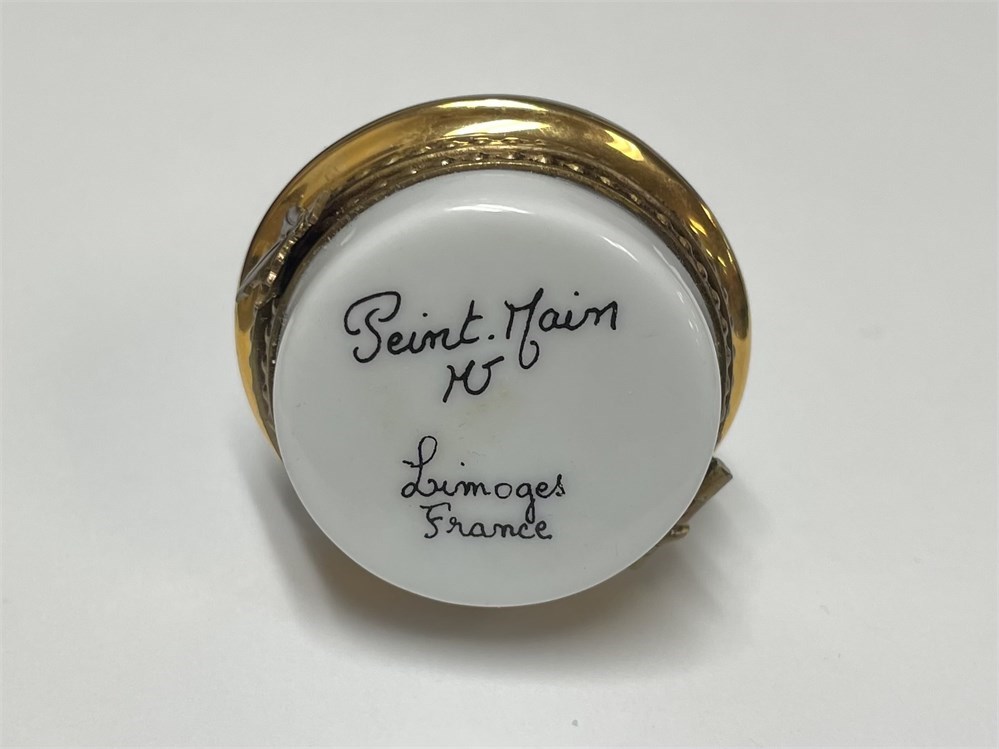 Peint. Main
Limoges
France